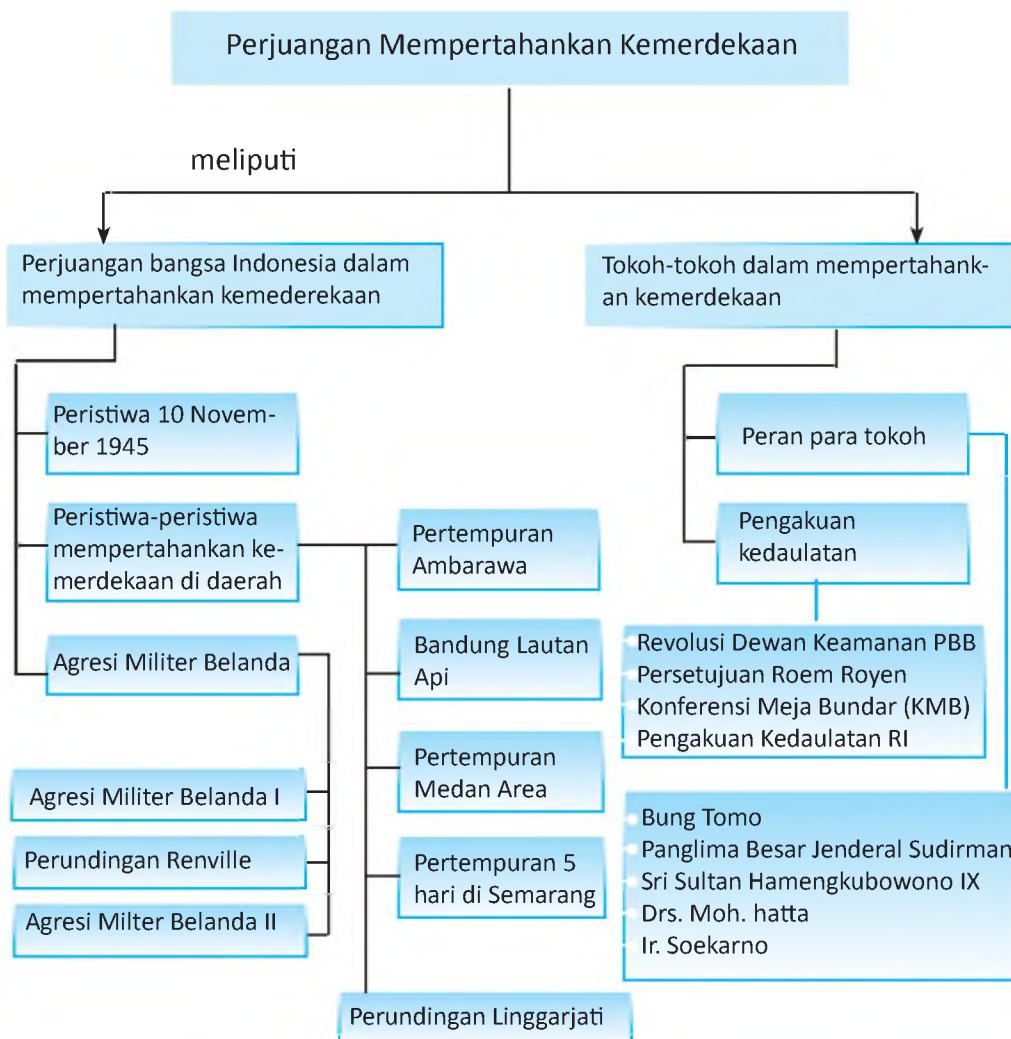 Perjuangan Mempertahankan Kemerdekaan
meliputi
Perjuangan bangsa Indonesia dalam
mempertahankan kemederekaan
Peristiwa 10 Novem-
ber 1945
Peristiwa-peristiwa
mempertahankan ke-
merdekaan di daerah
Pertempuran
Ambarawa
Bandung Lautan
Api
Pertempuran
Medan Area
Pertempuran 5
hari di Semarang
Perundingan Linggarjati
Agresi Militer Belanda
Agresi Militer Belanda I
Perundingan Renville
Agresi Milter Belanda II
Tokoh-tokoh dalam mempertahank-
an kemerdekaan
Peran para tokoh
Pengakuan
kedaulatan
Revolusi Dewan Keamanan PBB
Persetujuan Roem Royen
Konferensi Meja Bundar (KMB)
Pengakuan Kedaulatan RI
Bung Tomo
Panglima Besar Jenderal Sudirman
Sri Sultan Hamengkubowono IX
Drs. Moh. hatta
Ir. Soekarno